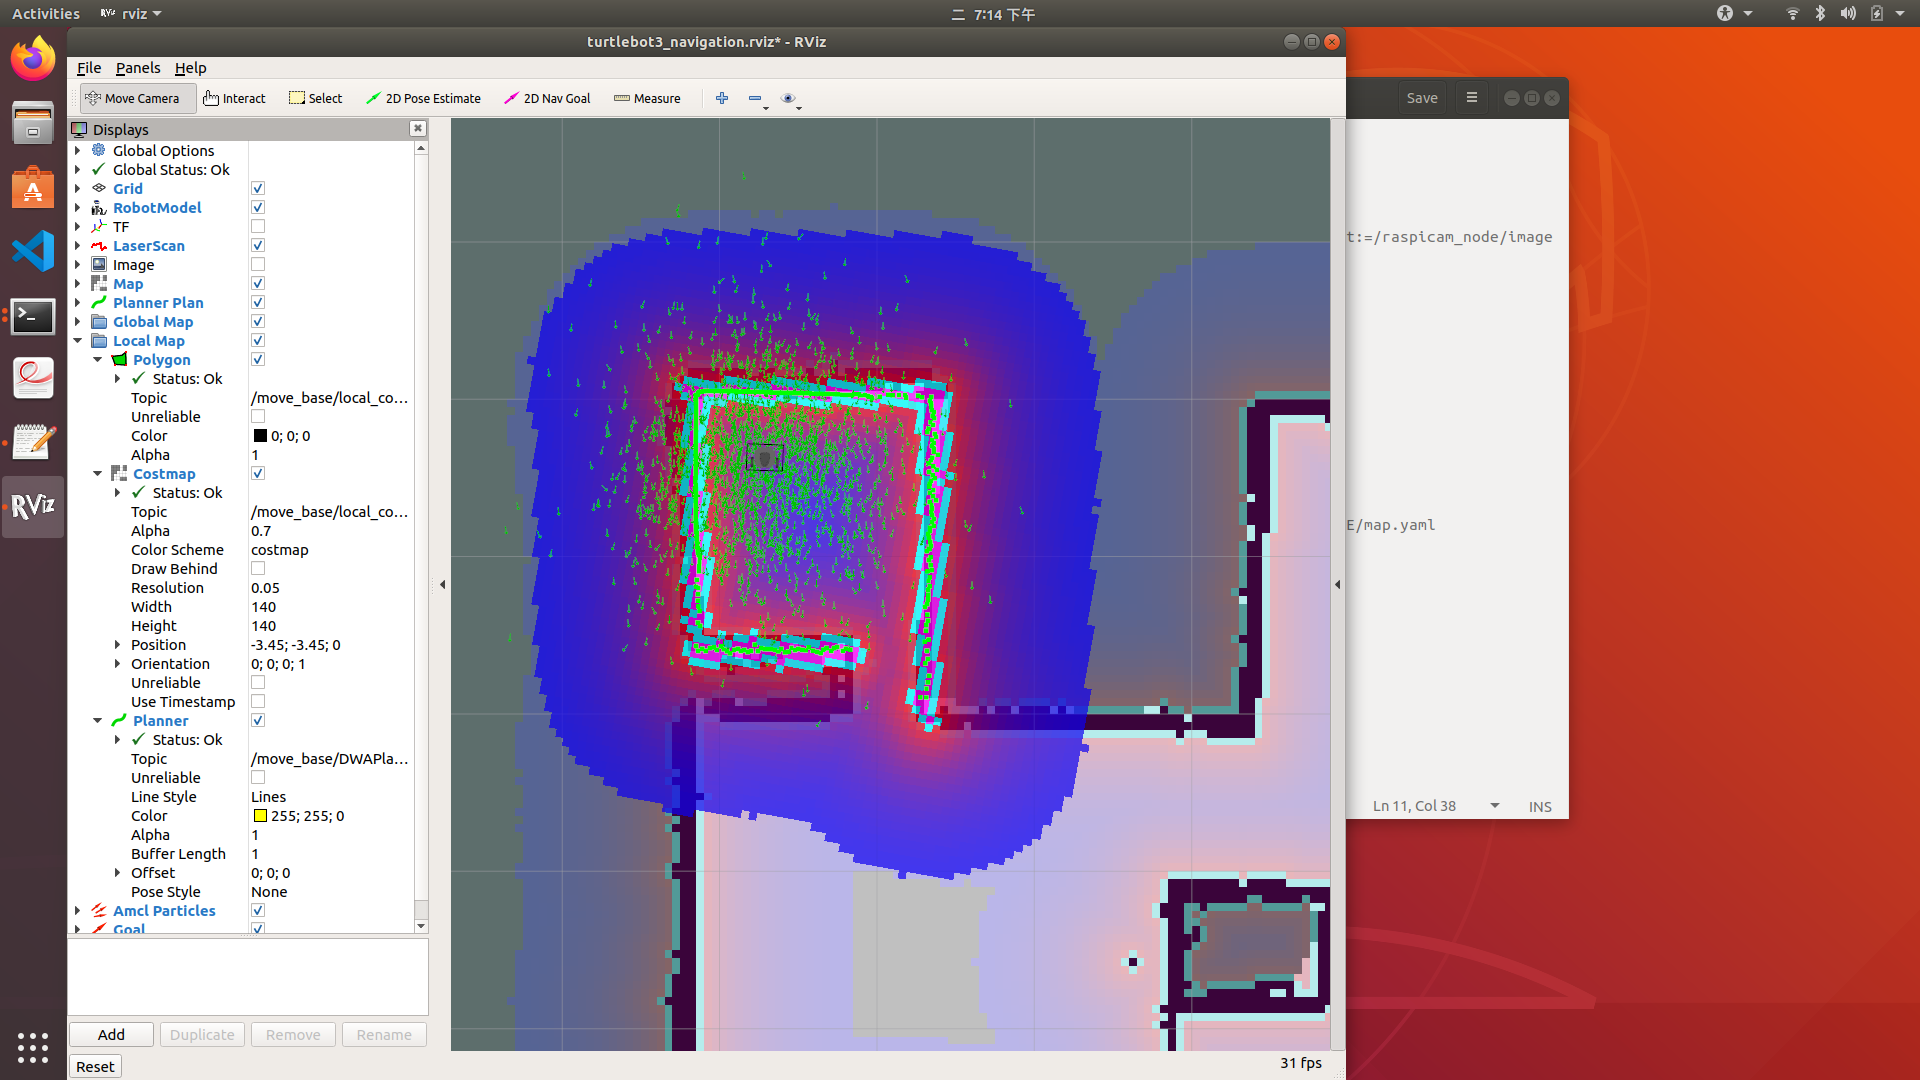 Activities
rviz
二 7:14 下午
turtlebot3_navigation.rviz* - RViz
File Panels Help
Move Camera Interact Select 2D Pose Estimate 2D Nav Goal Measure
Save
Displays
Global Options
Global Status: Ok
Grid
RobotModel
TF
LaserScan
Image
Map
Planner Plan
Global Map
Local Map
Polygon
Status: Ok
Topic /move_base/local_co...
Unreliable
Color 0; 0; 0
Alpha 1
Costmap
Status: Ok
Topic /move_base/local_co...
Alpha 0.7
Color Scheme costmap
Draw Behind
Resolution 0.05
Width 140
Height 140
Position -3.45; -3.45; 0
Orientation 0; 0; 0; 1
Unreliable
Use Timestamp
Planner
Status: Ok
Topic /move_base/DWAPla...
Unreliable
Line Style Lines
Color 255; 255; 0
Alpha 1
Buffer Length 1
Offset 0; 0; 0
Pose Style None
Amcl Particles
Goal
Add Duplicate Remove Rename
Reset
31 fps
t:=/raspicam_node/image
E/map.yaml
Ln 11, Col 38 INS
RViz